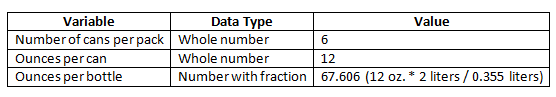 Variable Data Type Value
Number of cans per pack Whole number 6
Ounces per can Whole number 12
Ounces per bottle Number with fraction 67.606 (12 oz. * 2 liters / 0.355 liters)